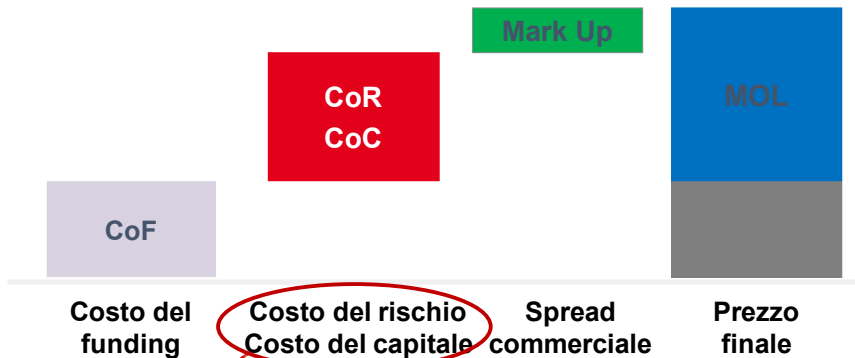 Mark Up
CoR
CoC
MOL
CoF
Costo del
funding
Costo del rischio
Costo del capitale
Spread
commerciale
Prezzo
finale